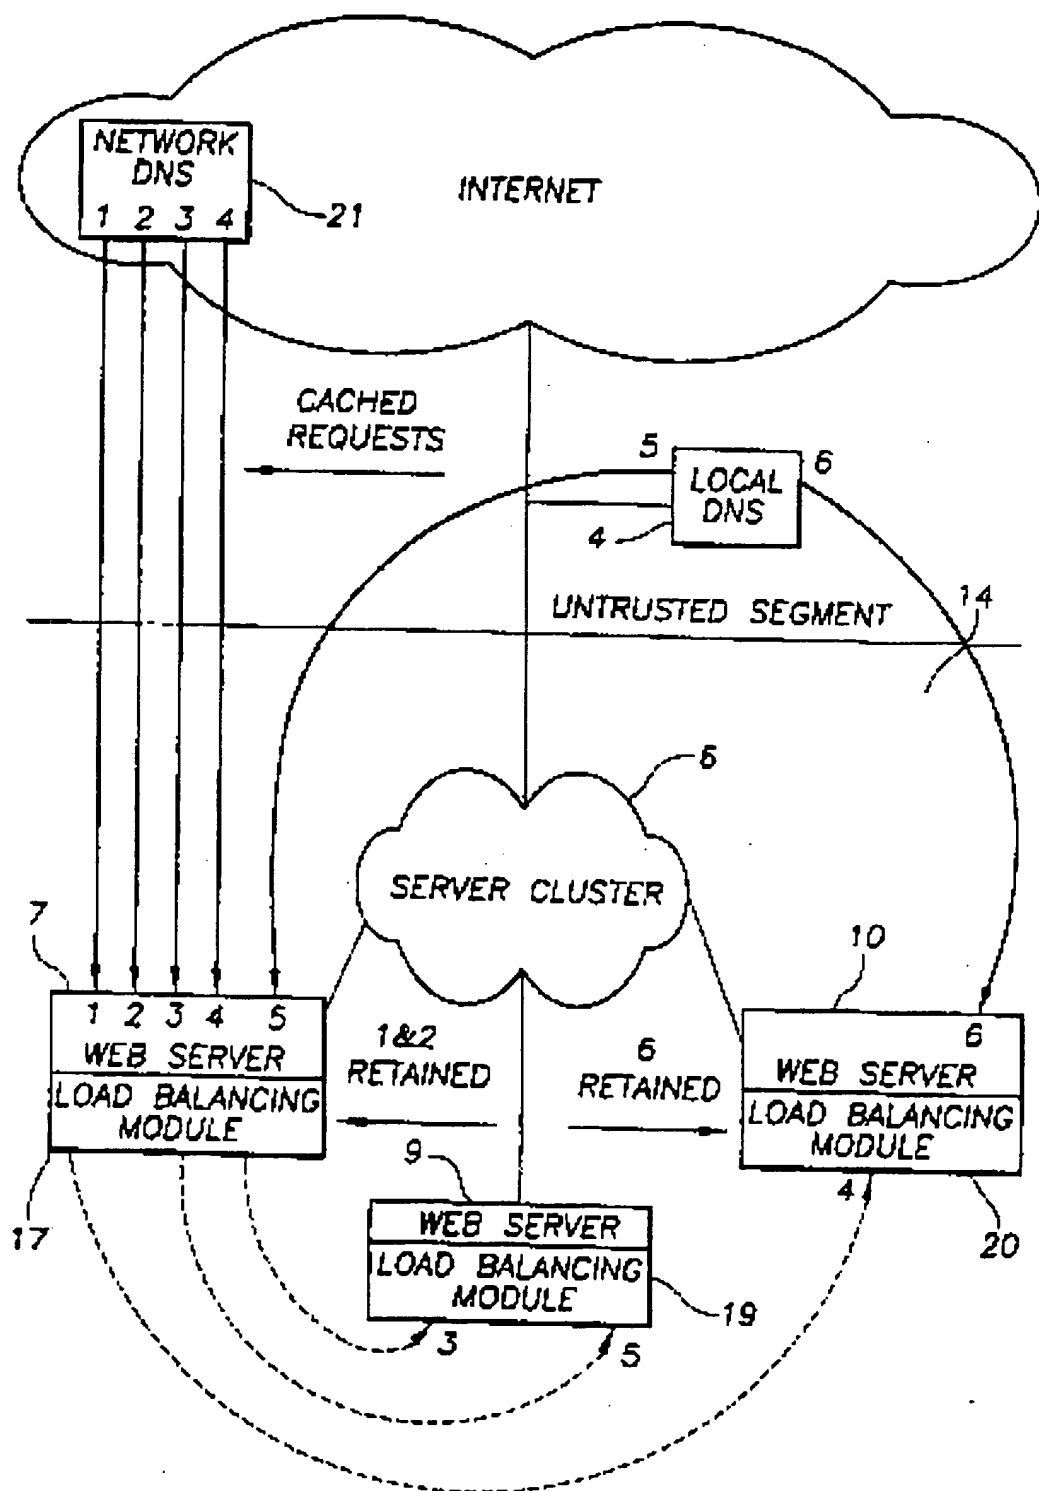 NETWORK
DNS
1 2 3 4
21
INTERNET
CACHED
REQUESTS
5
6
LOCAL
DNS
4
UNTRUSTED SEGMENT
14
6
SERVER CLUSTER
7
10
1 2 3 4 5
WEB SERVER
LOAD BALANCING
MODULE
17
1&2
RETAINED
6
RETAINED
6
WEB SERVER
LOAD BALANCING
MODULE
4
20
9
WEB SERVER
LOAD BALANCING
MODULE
19
3
5